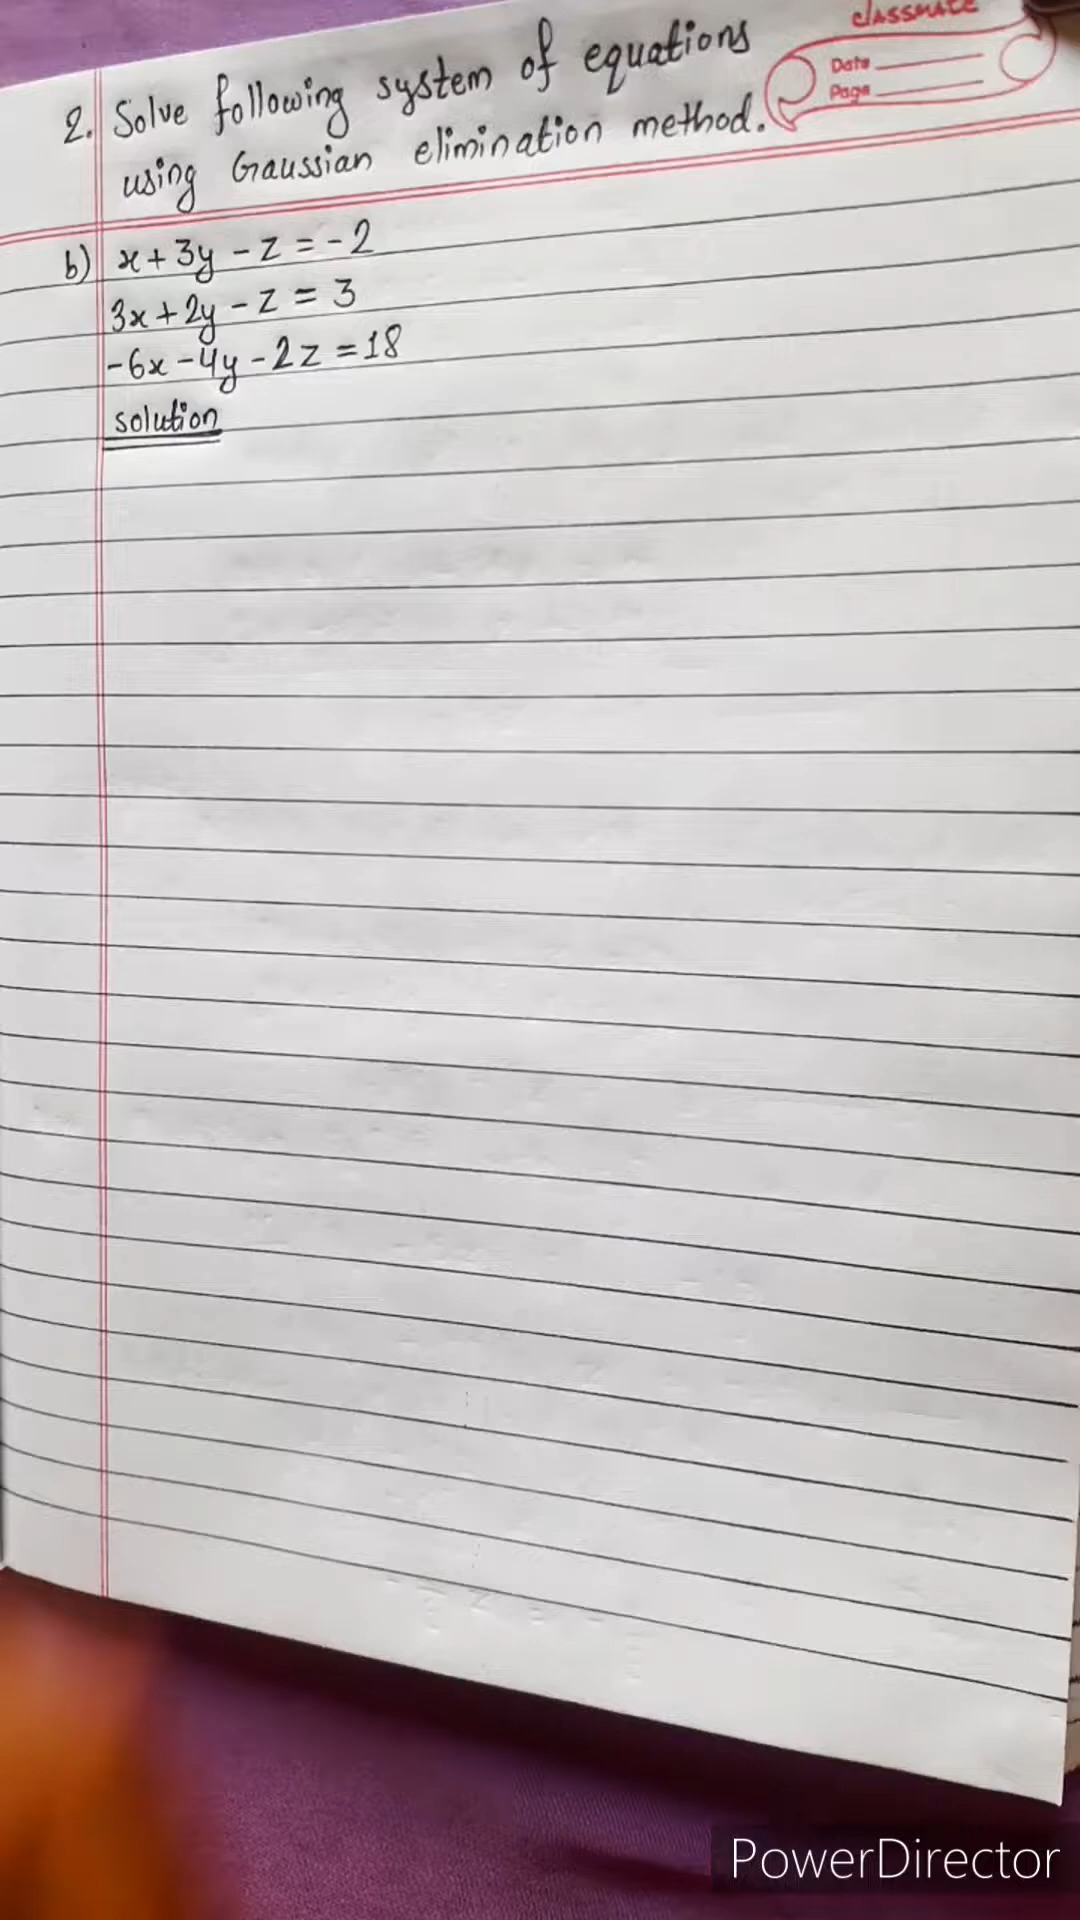 classmate
Date
Page
2. Solve following system of equations
using Gaussian elimination method.
b) x + 3y - z = -2
3x + 2y - z = 3
-6x - 4y - 2z = 18
solution
PowerDirector